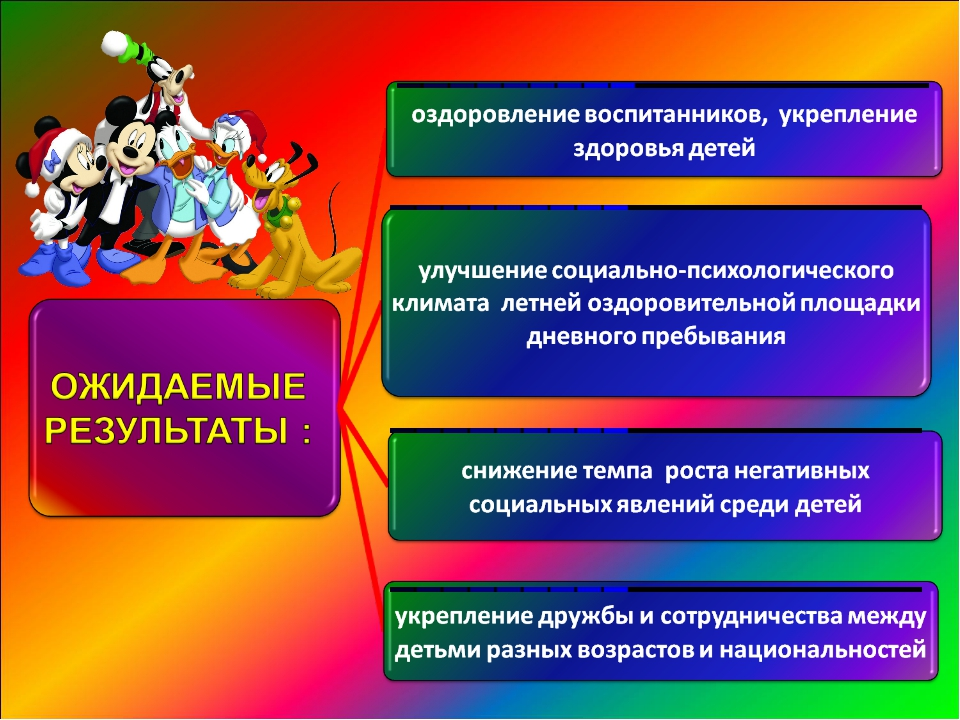 ОЖИДАЕМЫЕ
РЕЗУЛЬТАТЫ :
оздоровление воспитанников, укрепление
здоровья детей
улучшение социально-психологического
климата летней оздоровительной площадки
дневного пребывания
снижение темпа роста негативных
социальных явлений среди детей
укрепление дружбы и сотрудничества между
детьми разных возрастов и национальностей